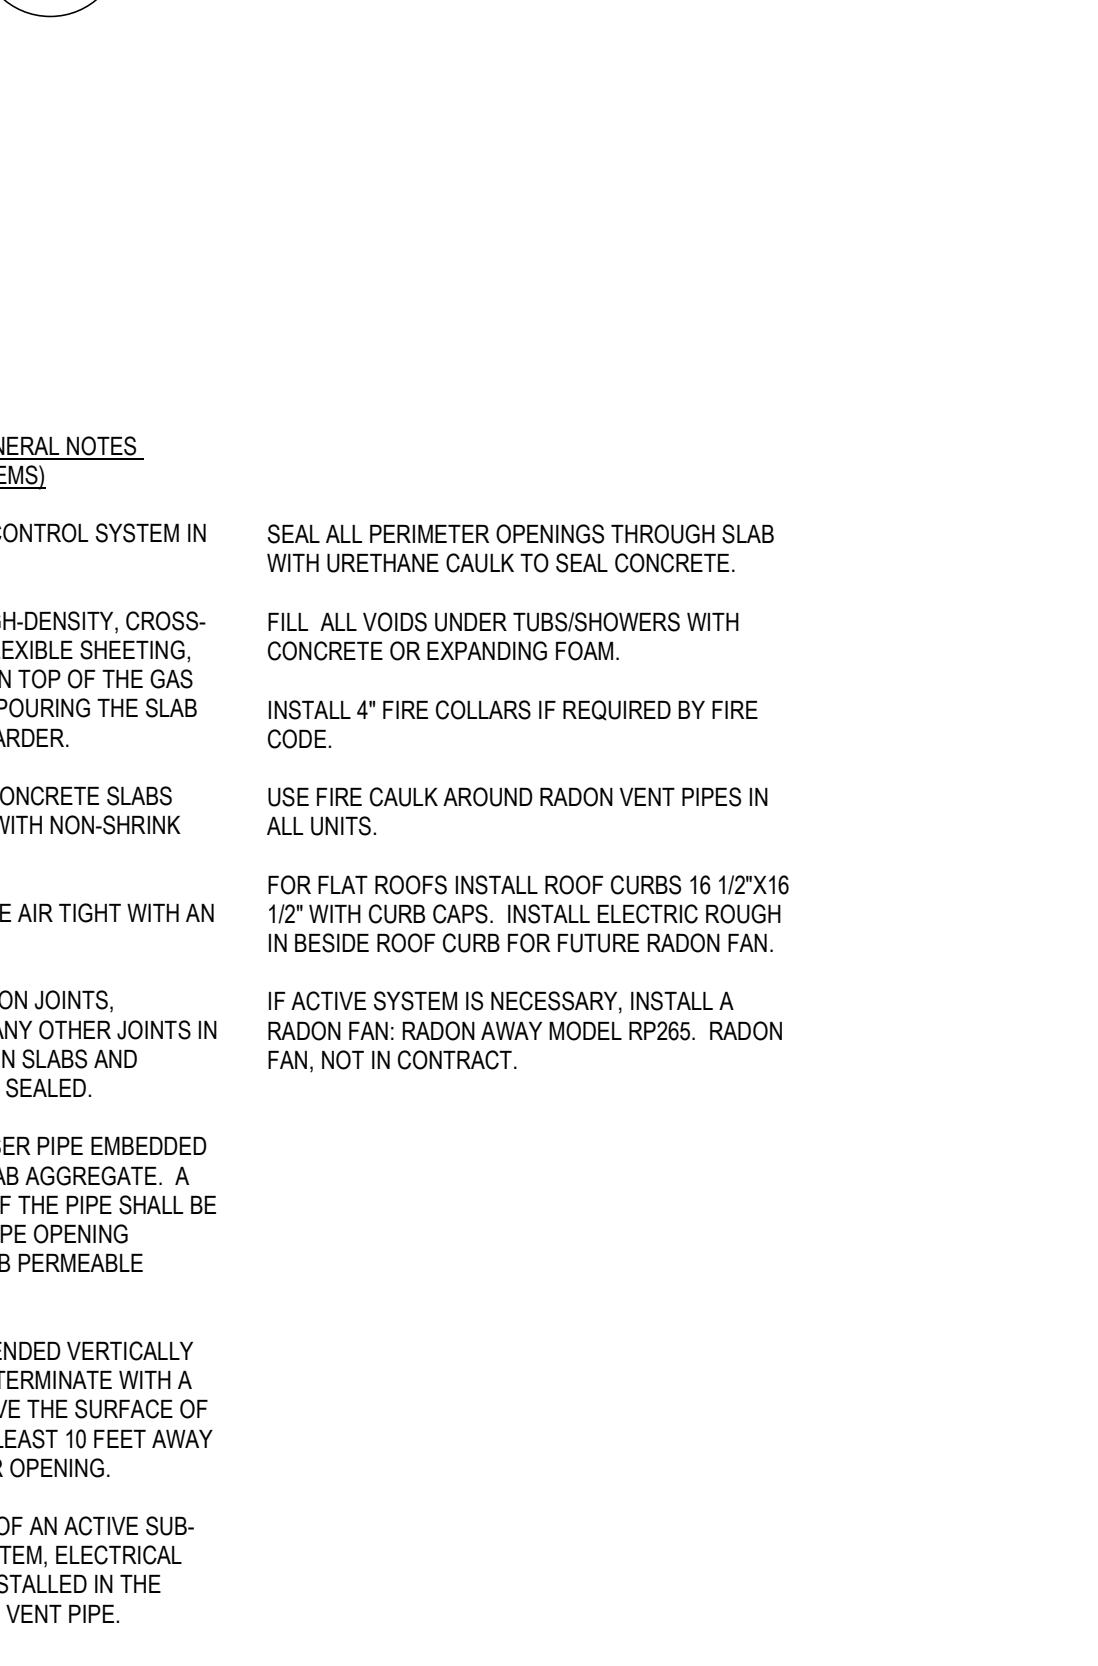 NERAL NOTES
EMS)
CONTROL SYSTEM IN
GH-DENSITY, CROSS-
LEXIBLE SHEETING,
N TOP OF THE GAS
POURING THE SLAB
ARDER.
ONCRETE SLABS
WITH NON-SHRINK
E AIR TIGHT WITH AN
ON JOINTS,
ANY OTHER JOINTS IN
N SLABS AND
SEALED.
BER PIPE EMBEDDED
AB AGGREGATE.  A
F THE PIPE SHALL BE
PE OPENING
B PERMEABLE
ENDED VERTICALLY
TERMINATE WITH A
VE THE SURFACE OF
LEAST 10 FEET AWAY
R OPENING.
OF AN ACTIVE SUB-
TEM, ELECTRICAL
STALLED IN THE
VENT PIPE.
SEAL ALL PERIMETER OPENINGS THROUGH SLAB
WITH URETHANE CAULK TO SEAL CONCRETE.
FILL  ALL VOIDS UNDER TUBS/SHOWERS WITH
CONCRETE OR EXPANDING FOAM.
INSTALL 4" FIRE COLLARS IF REQUIRED BY FIRE
CODE.
USE FIRE CAULK AROUND RADON VENT PIPES IN
ALL UNITS.
FOR FLAT ROOFS INSTALL ROOF CURBS 16 1/2"X16
1/2" WITH CURB CAPS.  INSTALL ELECTRIC ROUGH
IN BESIDE ROOF CURB FOR FUTURE RADON FAN.
IF ACTIVE SYSTEM IS NECESSARY, INSTALL A
RADON FAN: RADON AWAY MODEL RP265.  RADON
FAN, NOT IN CONTRACT.